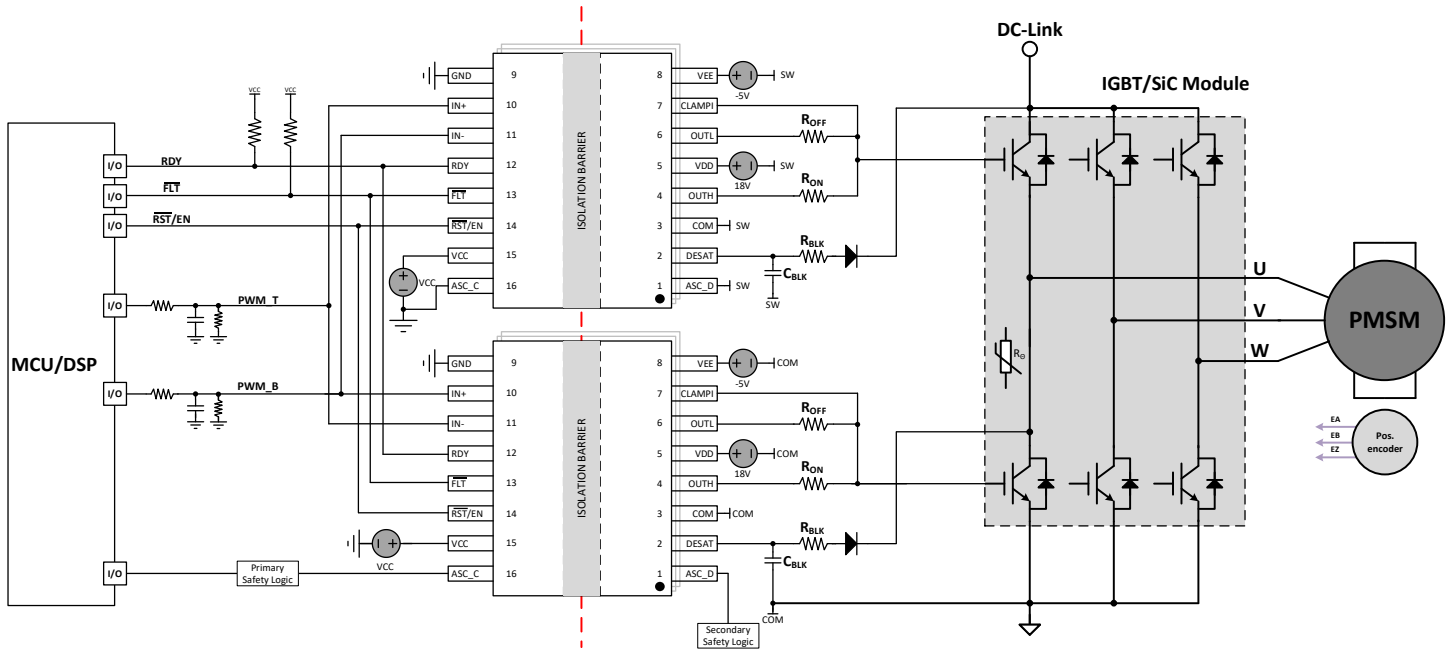 DC-Link
IGBT/SiC Module
MCU/DSP
VCC
VCC
I/O
RDY
I/O
FLT
I/O
RST/EN
I/O
PWM_T
I/O
PWM_B
I/O
Primary
Safety Logic
GND
9
IN+
10
IN-
11
RDY
12
FLT
13
RST/EN
14
VCC
15
ASC_C
16
VCC
ISOLATION BARRIER
8
VEE
-5V
SW
7
CLAMPI
6
OUTL
ROFF
5
VDD
18V
SW
4
OUTH
RON
3
COM
SW
2
DESAT
RBLK
CBLK
SW
1
ASC_D
SW
GND
9
IN+
10
IN-
11
RDY
12
FLT
13
RST/EN
14
VCC
15
ASC_C
16
VCC
ISOLATION BARRIER
8
VEE
-5V
COM
7
CLAMPI
6
OUTL
ROFF
5
VDD
18V
COM
4
OUTH
RON
3
COM
COM
2
DESAT
RBLK
CBLK
COM
1
ASC_D
Secondary
Safety Logic
RΘ
U
V
W
PMSM
EA
EB
EZ
Pos.
encoder